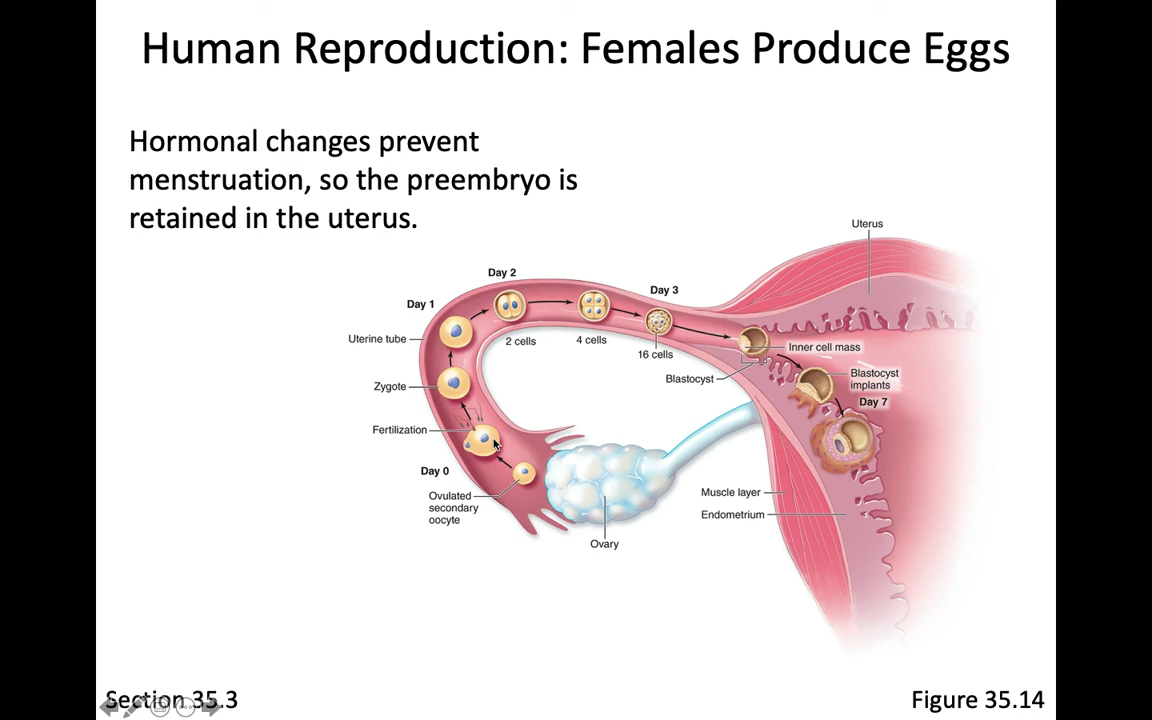 Human Reproduction: Females Produce Eggs
Hormonal changes prevent
menstruation, so the preembryo is
retained in the uterus.
Uterus
Day 2
Day 3
Day 1
Uterine tube
2 cells
4 cells
16 cells
Inner cell mass
Blastocyst
Blastocyst
implants
Day 7
Zygote
Fertilization
Day 0
Ovulated
secondary
oocyte
Muscle layer
Endometrium
Ovary
Section 35.3
Figure 35.14